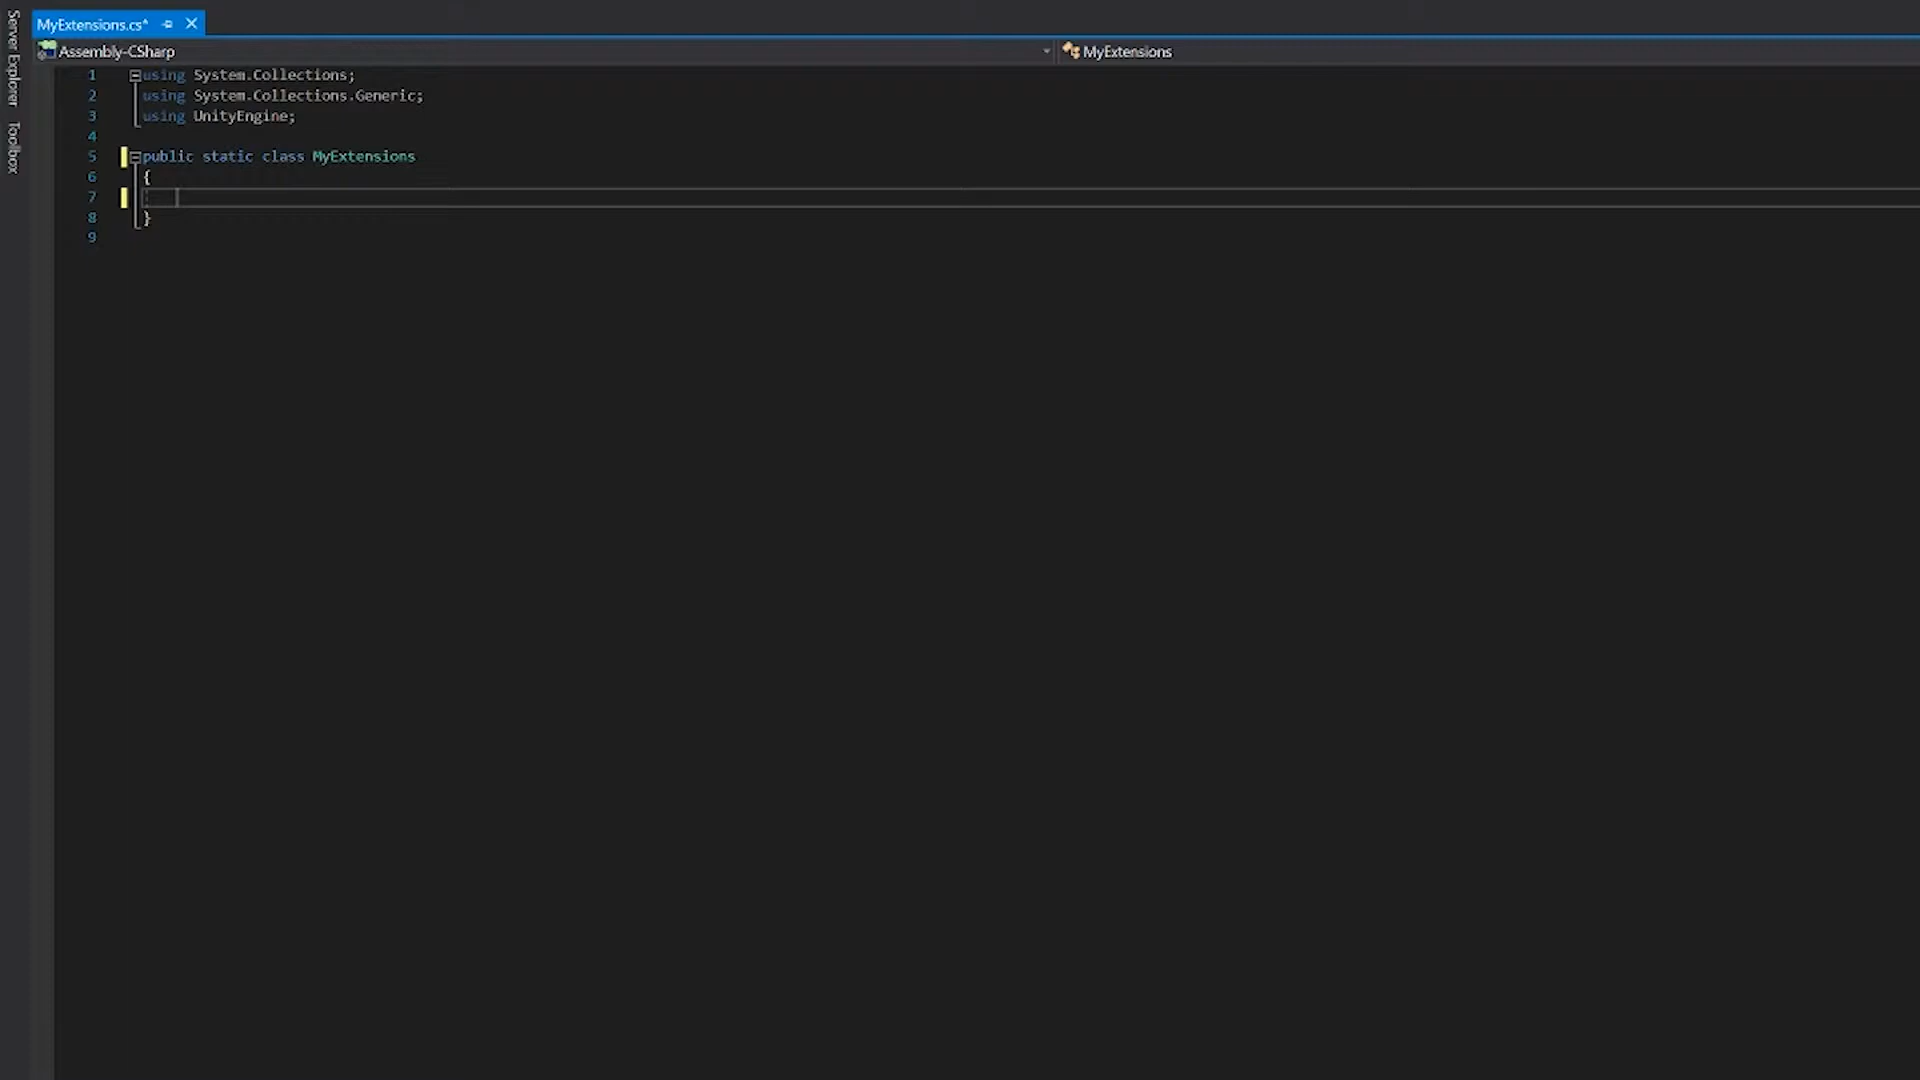 MyExtensions.cs*
Server Explorer
Toolbox
Assembly-CSharp
MyExtensions
1 using System.Collections;
2 using System.Collections.Generic;
3 using UnityEngine;
4
5 public static class MyExtensions
6 {
7
8 }
9